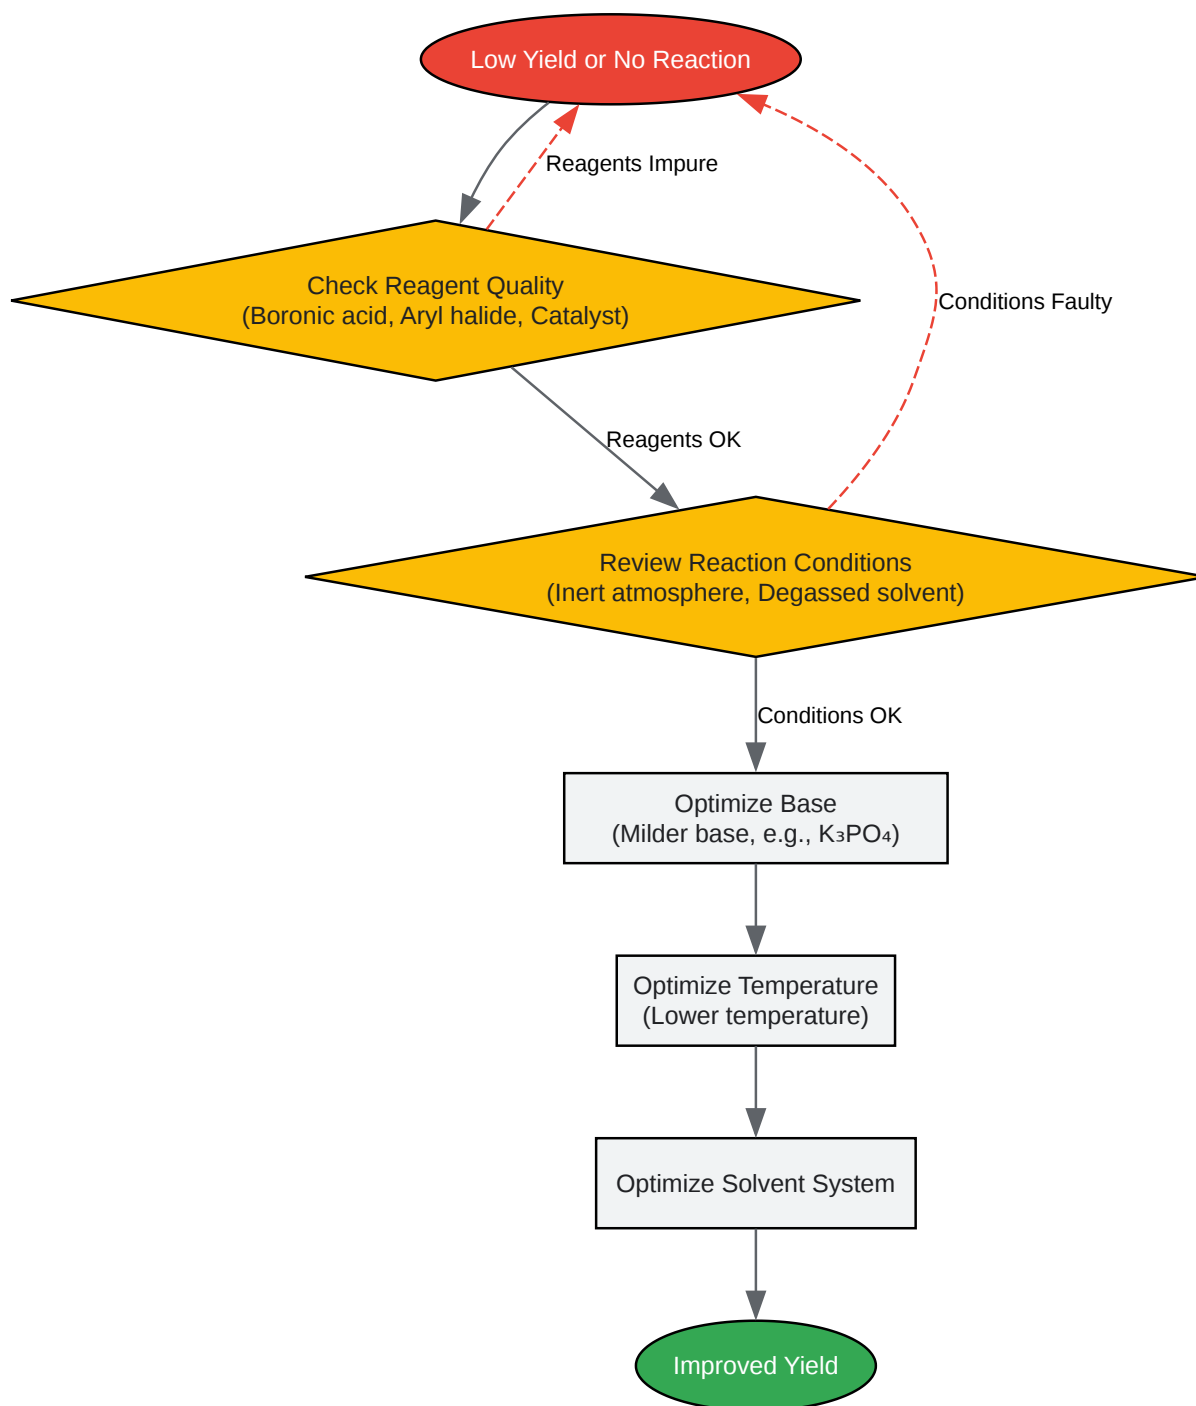 Low Yield or No Reaction
Reagents Impure
Check Reagent Quality
(Boronic acid, Aryl halide, Catalyst)
Conditions Faulty
Reagents OK
Review Reaction Conditions
(Inert atmosphere, Degassed solvent)
Conditions OK
Optimize Base
(Milder base, e.g., K₃PO₄)
Optimize Temperature
(Lower temperature)
Optimize Solvent System
Improved Yield